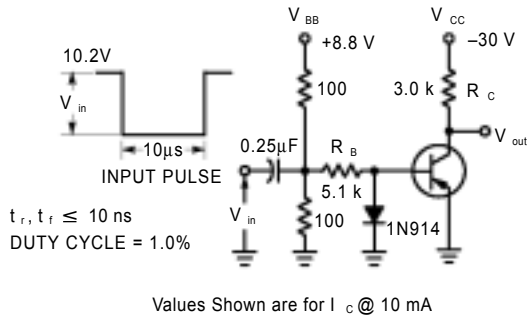 V BB
+8.8 V
V CC
–30 V
10.2V
V in
100
3.0 k
R C
V out
10μs
INPUT PULSE
0.25μF
R B
5.1 k
V in
100
1N914
t r, t f ≤ 10 ns
DUTY CYCLE = 1.0%
Values Shown are for I C @ 10 mA